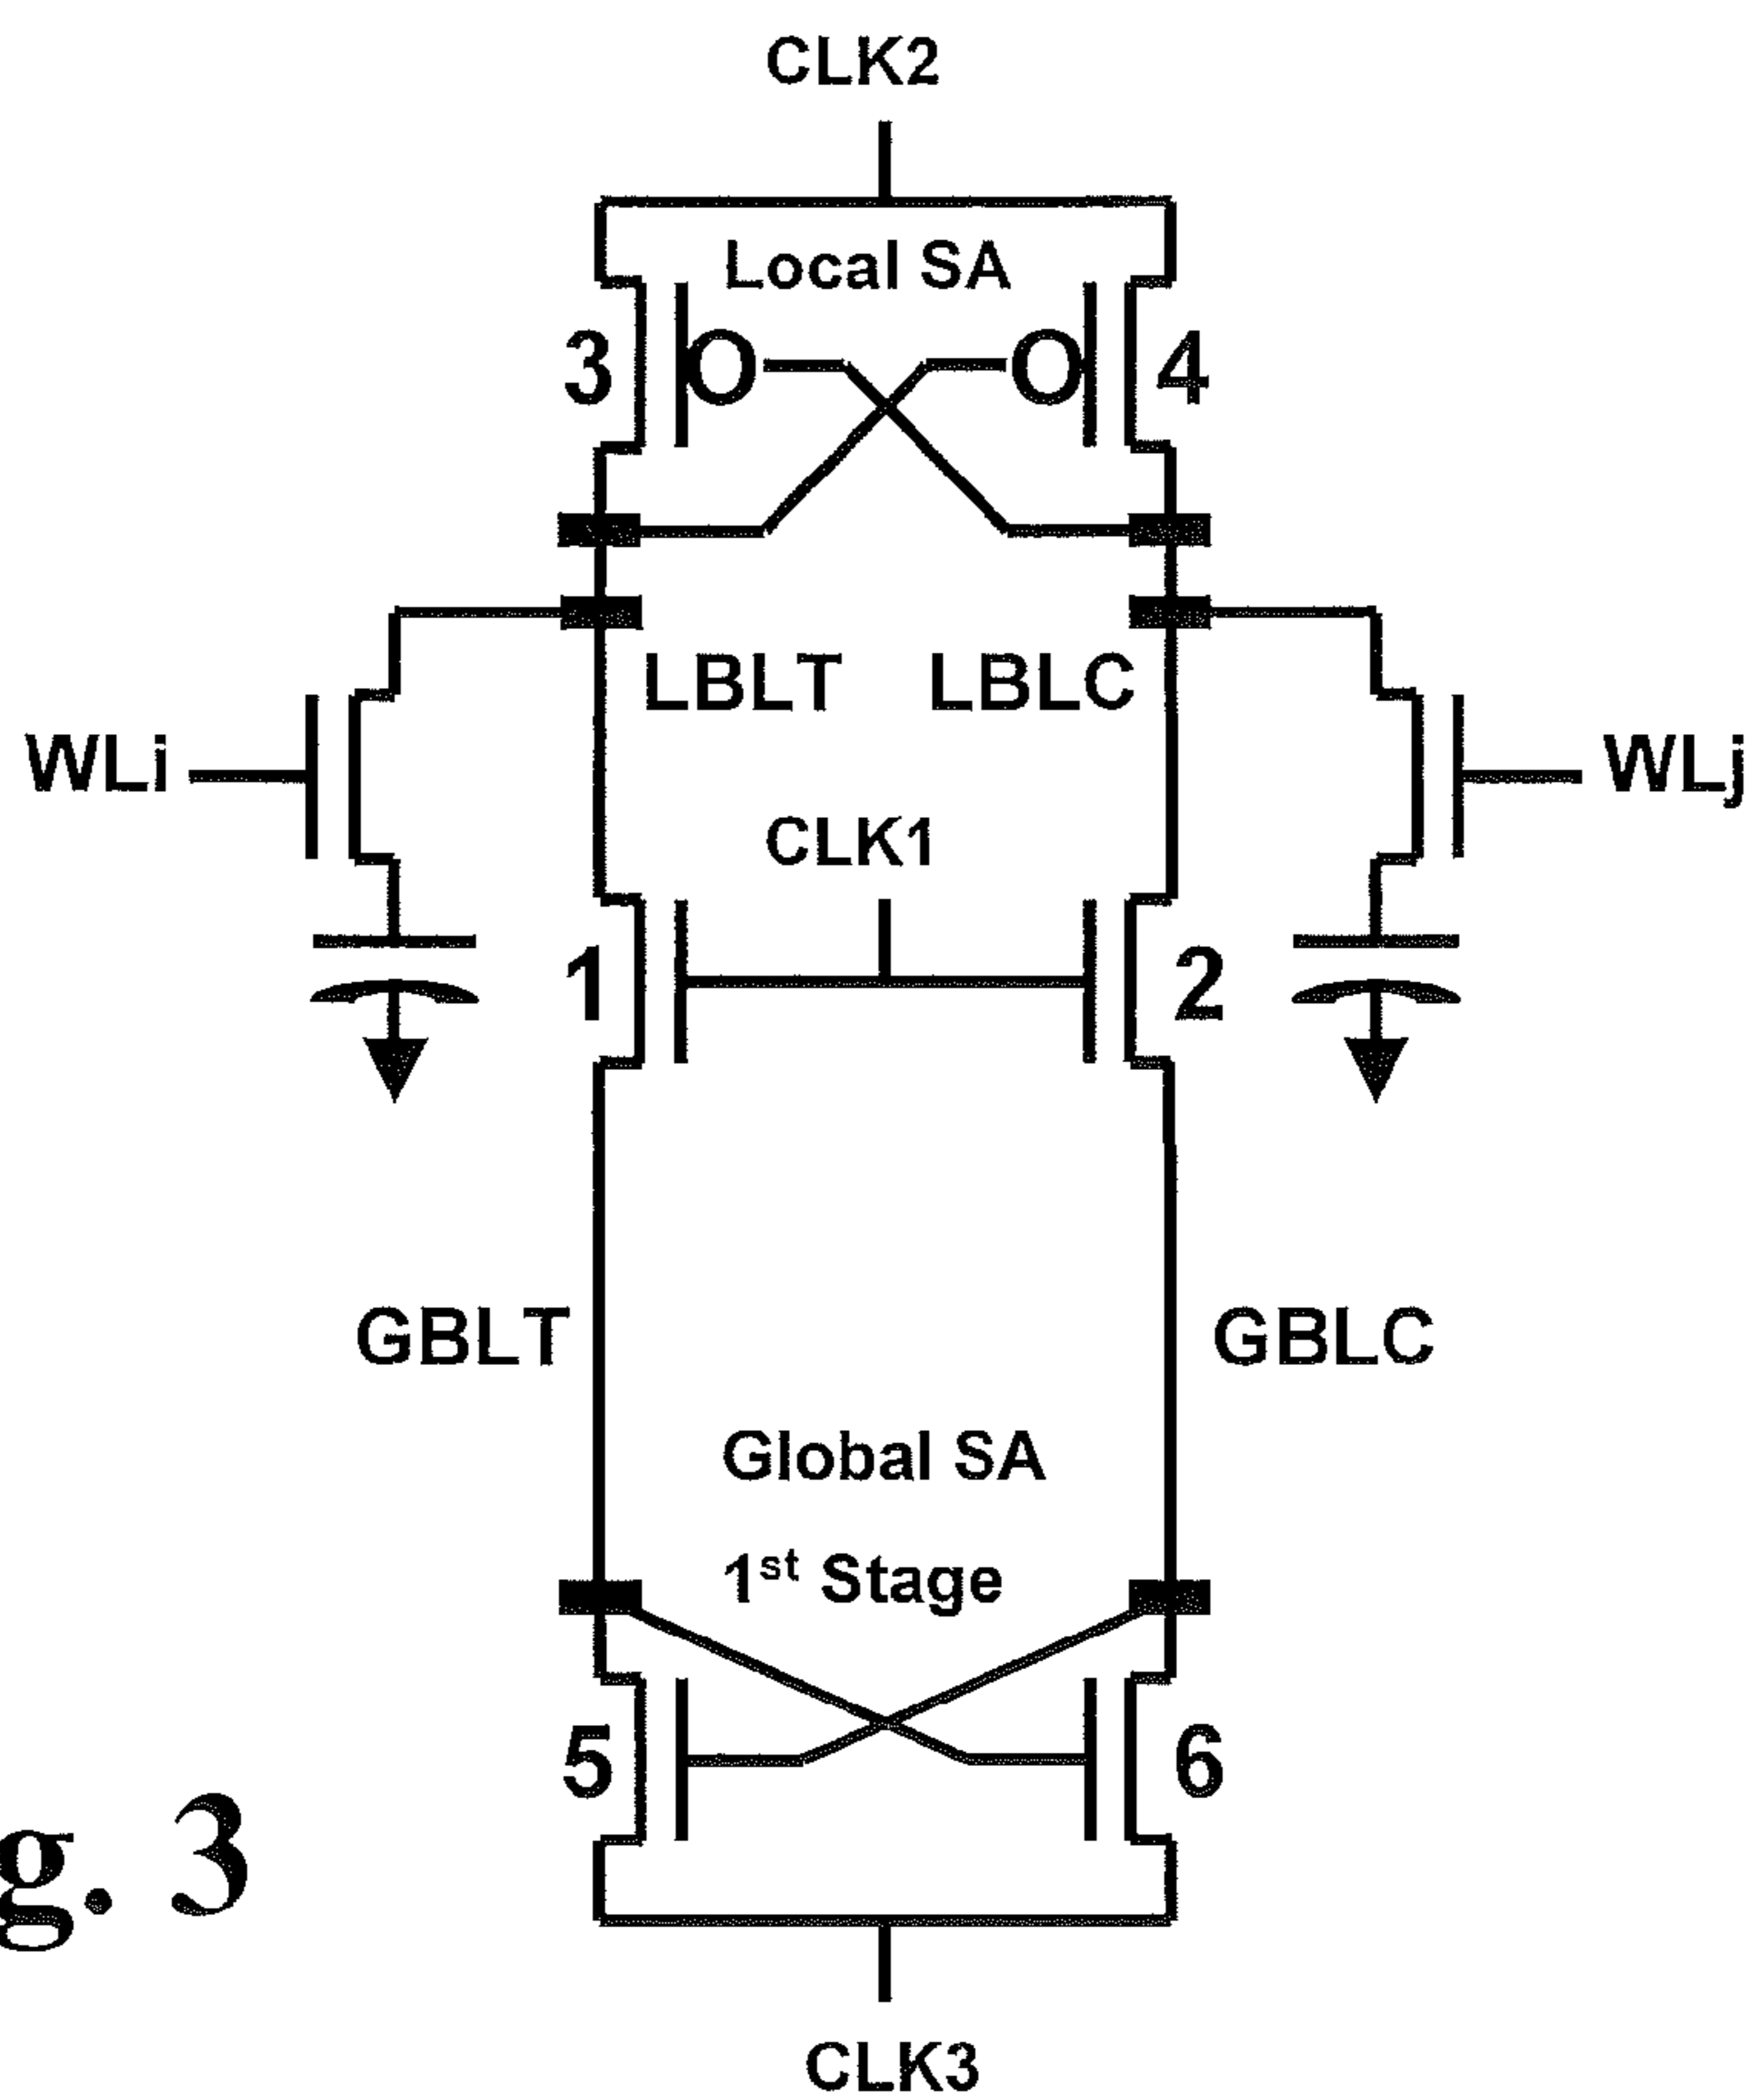 CLK2
Local SA
3 4
LBLT LBLC
WLi WLj
CLK1
1 2
GBLT GBLC
Global SA
1st Stage
5 6
g. 3
CLK3